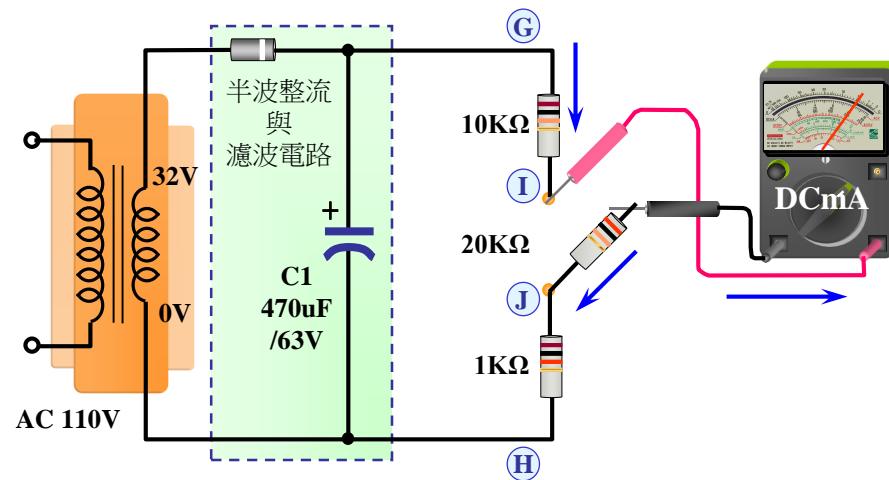 G
半波整流
與
濾波電路
10KΩ
32V
I
DCmA
+
20KΩ
C1
470uF
/63V
J
0V
1KΩ
AC 110V
H